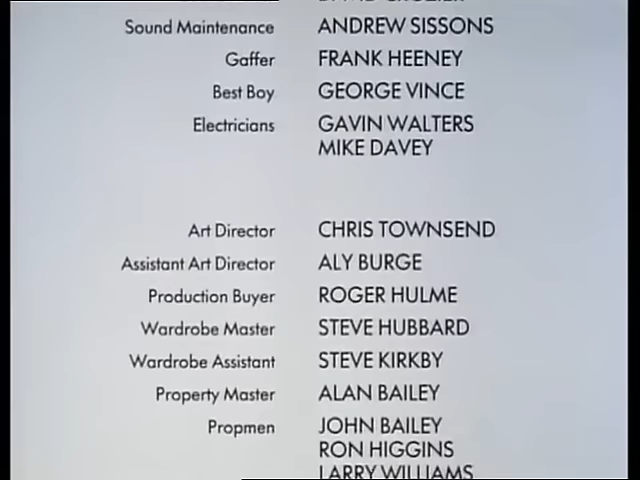 Sound Maintenance ANDREW SISSONS
Gaffer FRANK HEENEY
Best Boy GEORGE VINCE
Electricians GAVIN WALTERS
MIKE DAVEY
Art Director CHRIS TOWNSEND
Assistant Art Director ALY BURGE
Production Buyer ROGER HULME
Wardrobe Master STEVE HUBBARD
Wardrobe Assistant STEVE KIRKBY
Property Master ALAN BAILEY
Propmen JOHN BAILEY
RON HIGGINS
LARRY WILLIAMS